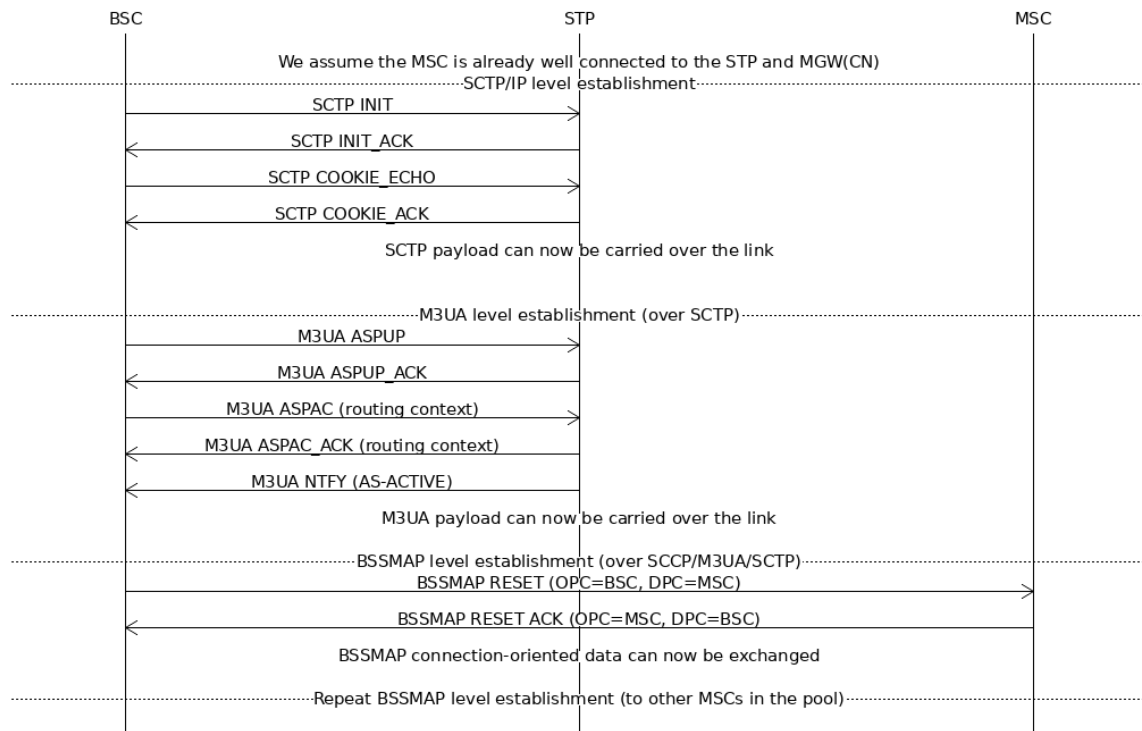 BSC STP MSC
We assume the MSC is already well connected to the STP and MGW(CN)
SCTP/IP level establishment
SCTP INIT
SCTP INIT_ACK
SCTP COOKIE_ECHO
SCTP COOKIE_ACK
SCTP payload can now be carried over the link
M3UA level establishment (over SCTP)
M3UA ASPUP
M3UA ASPUP_ACK
M3UA ASPAC (routing context)
M3UA ASPAC_ACK (routing context)
M3UA NTFY (AS-ACTIVE)
M3UA payload can now be carried over the link
BSSMAP level establishment (over SCCP/M3UA/SCTP)
BSSMAP RESET (OPC=BSC, DPC=MSC)
BSSMAP RESET ACK (OPC=MSC, DPC=BSC)
BSSMAP connection-oriented data can now be exchanged
Repeat BSSMAP level establishment (to other MSCs in the pool)